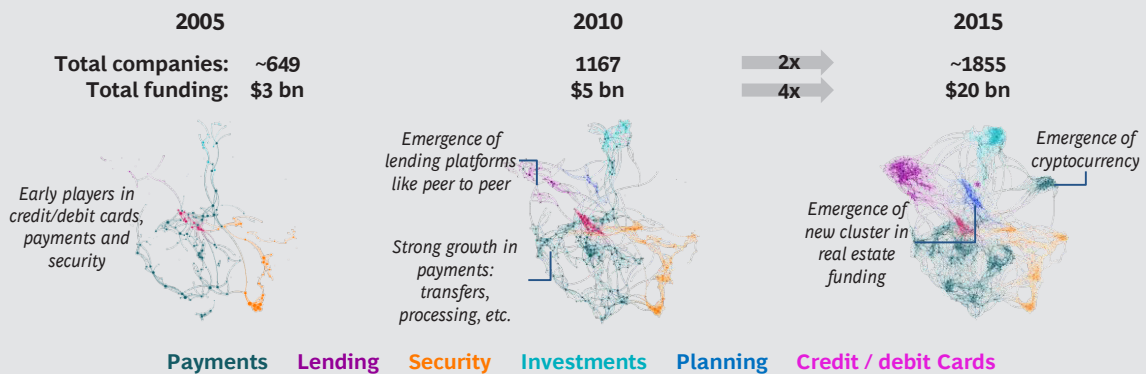 2005
2010
2015
Total companies: ~649
1167
2x
~1855
Total funding: $3 bn
$5 bn
4x
$20 bn
Early players in
credit/debit cards,
payments and
security
Emergence of
lending platforms
like peer to peer
Strong growth in
payments:
transfers,
processing, etc.
Emergence of
cryptocurrency
Emergence of
new cluster in
real estate
funding
Payments Lending Security Investments Planning Credit / debit Cards